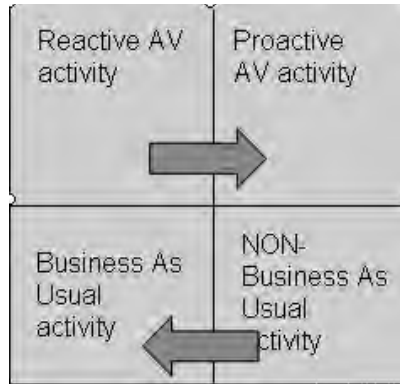 Reactive AV
activity
Proactive
AV activity
Business As
Usual
activity
NON-
Business As
Usual
ctivity